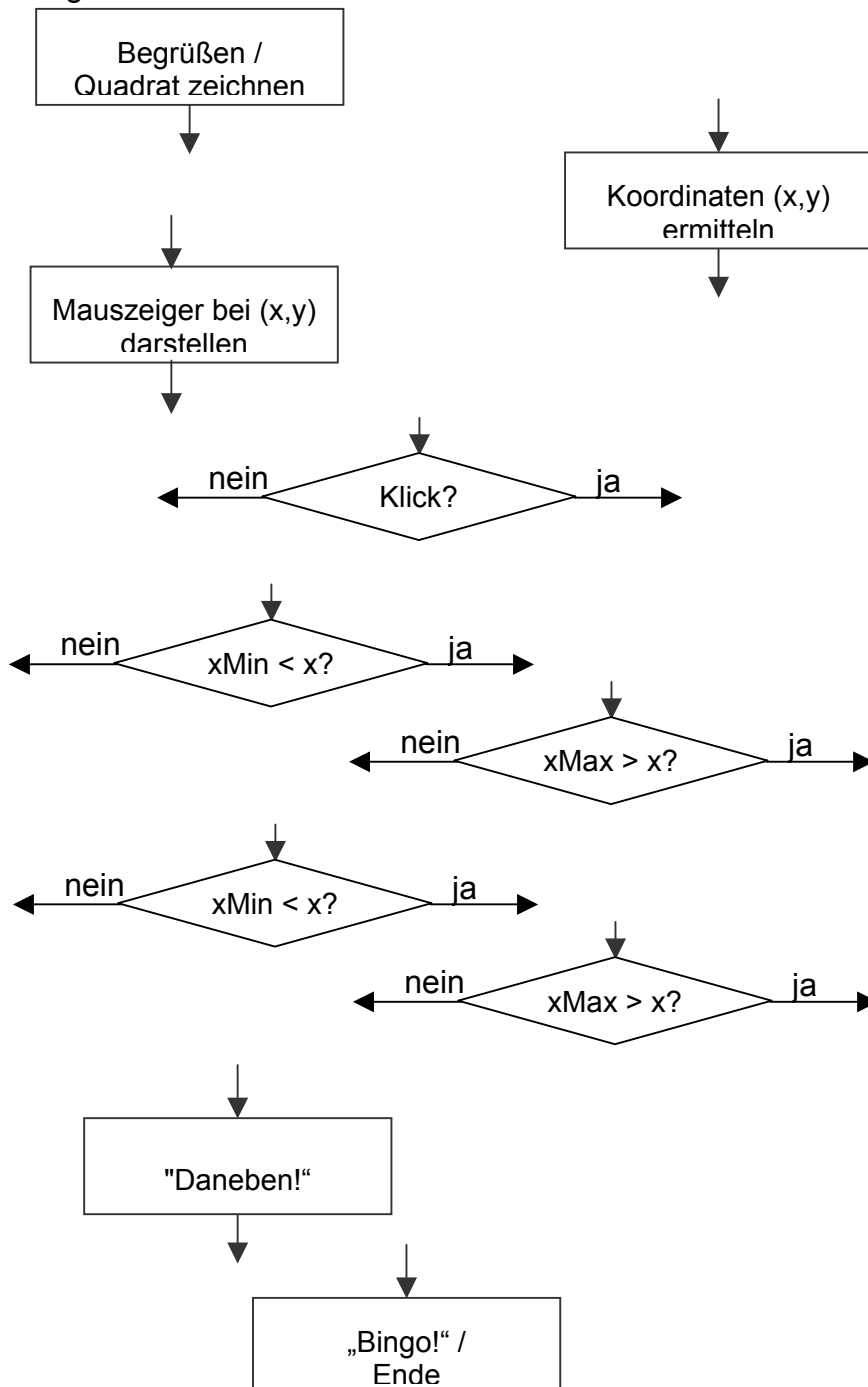 Begrüßen /
Quadrat zeichnen
Koordinaten (x,y)
ermitteln
Mauszeiger bei (x,y)
darstellen
nein
Klick?
ja
nein
xMin < x?
ja
nein
xMax > x?
ja
nein
xMin < x?
ja
nein
xMax > x?
ja
"Daneben!“
„Bingo!“ /
Ende